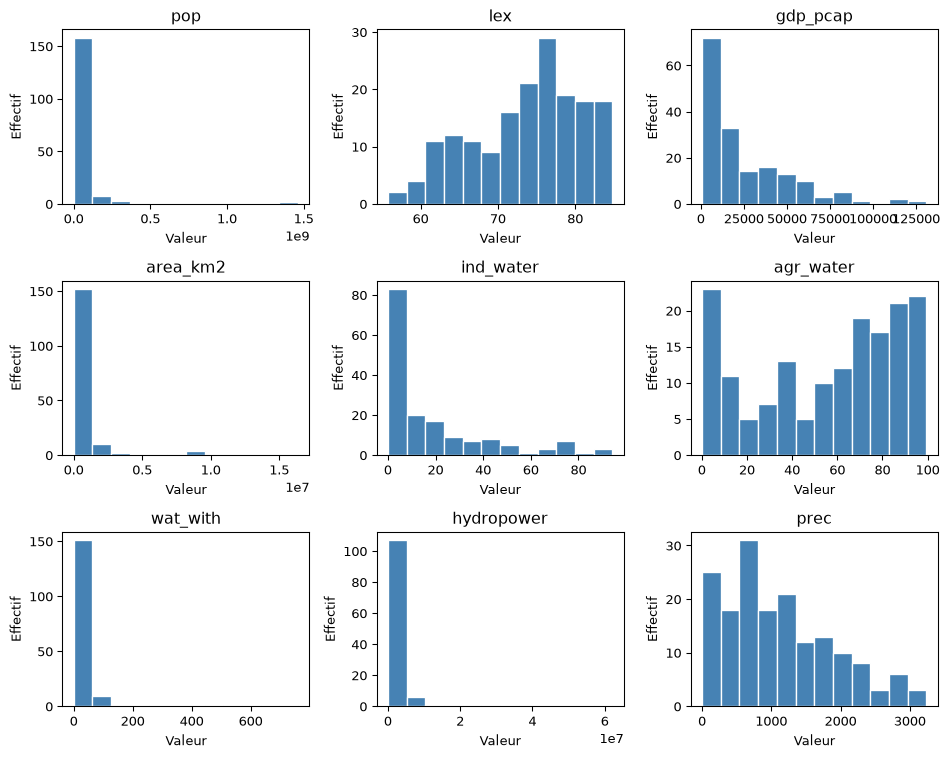 pop
lex
gdp_pcap
150
100
50
0
Effectif
30
20
10
0
Effectif
60
40
20
0
Effectif
0.0 0.5 1.0 1.5
1e9
Valeur
60 70 80
Valeur
0 25000 50000 75000 100000 125000
Valeur
area_km2
ind_water
agr_water
150
100
50
0
Effectif
80
60
40
20
0
Effectif
20
15
10
5
0
Effectif
0.0 0.5 1.0 1.5
1e7
Valeur
0 20 40 60 80
Valeur
0 20 40 60 80 100
Valeur
wat_with
hydropower
prec
150
100
50
0
Effectif
100
80
60
40
20
0
Effectif
30
20
10
0
Effectif
0 200 400 600
Valeur
0 2 4 6
1e7
Valeur
0 1000 2000 3000
Valeur